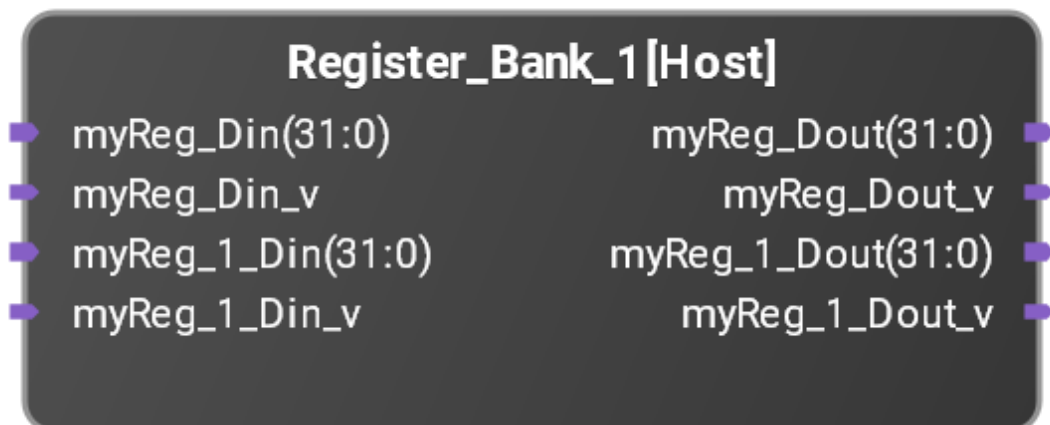 Register_Bank_1[Host]
myReg_Din(31:0) myReg_Dout(31:0)
myReg_Din_v myReg_Dout_v
myReg_1_Din(31:0) myReg_1_Dout(31:0)
myReg_1_Din_v myReg_1_Dout_v